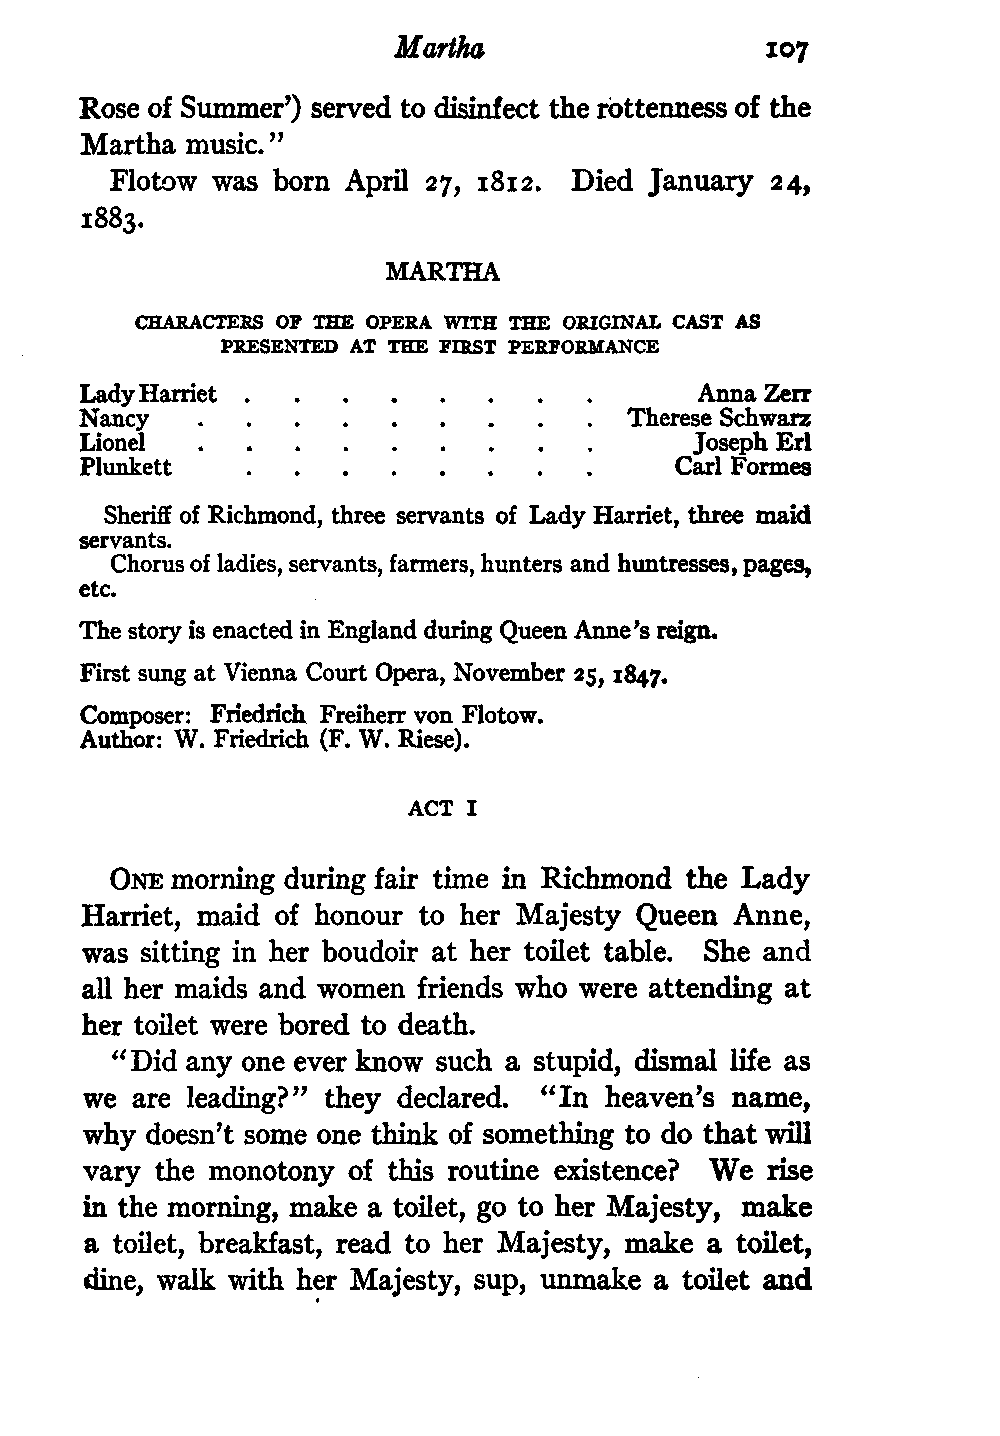 Martha 107
Rose of Summer') served to disinfect the rottenness of the
Martha music."
Flotow was born April 27, 1812. Died January 24,
1883.
MARTHA
CHARACTERS OF THE OPERA WITH THE ORIGINAL CAST AS
PRESENTED AT THE FIRST PERFORMANCE
Lady Harriet . . . . . . . . Anna Zerr
Nancy . . . . . . . . . Therese Schwarz
Lionel . . . . . . . . . Joseph Erl
Plunkett . . . . . . . . Carl Formes
Sheriff of Richmond, three servants of Lady Harriet, three maid
servants.
Chorus of ladies, servants, farmers, hunters and huntresses, pages,
etc.
The story is enacted in England during Queen Anne's reign.
First sung at Vienna Court Opera, November 25, 1847.
Composer: Friedrich Freiherr von Flotow.
Author: W. Friedrich (F. W. Riese).
ACT I
ONE morning during fair time in Richmond the Lady
Harriet, maid of honour to her Majesty Queen Anne,
was sitting in her boudoir at her toilet table. She and
all her maids and women friends who were attending at
her toilet were bored to death.
"Did any one ever know such a stupid, dismal life as
we are leading?" they declared. "In heaven's name,
why doesn't some one think of something to do that will
vary the monotony of this routine existence? We rise
in the morning, make a toilet, go to her Majesty, make
a toilet, breakfast, read to her Majesty, make a toilet,
dine, walk with her Majesty, sup, unmake a toilet and